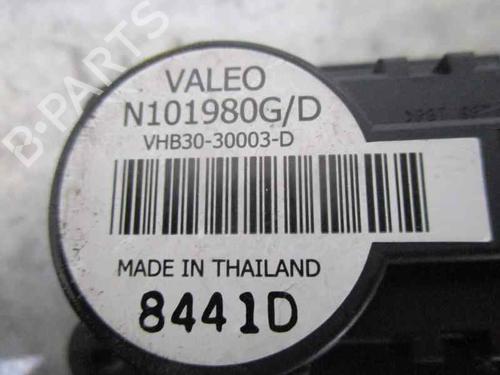 B-PARTS
VALEO
N101980G/D
VHB30-30003-D
MADE IN THAILAND
8441D